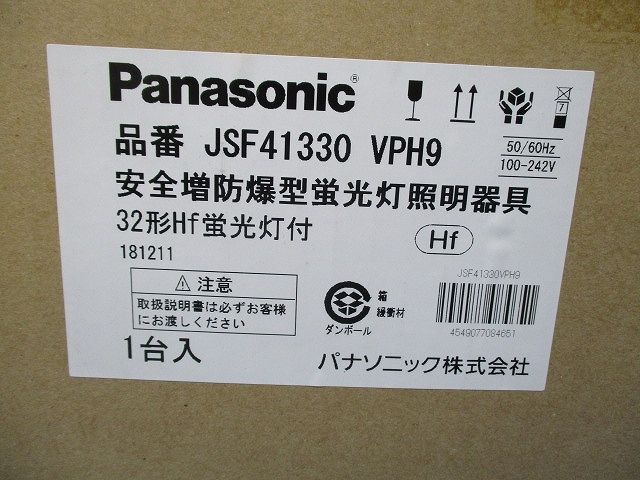 Panasonic®
7
品番 JSF41330 VPH9
50/60Hz
100-242V
安全増防爆型蛍光灯照明器具
32形Hf蛍光灯付
Hf
181211
注意
取扱説明書は必ずお客様
にお渡しください
箱
緩衝材
ダンボール
JSF41330VPH9
4549077084651
1台入
パナソニック株式会社